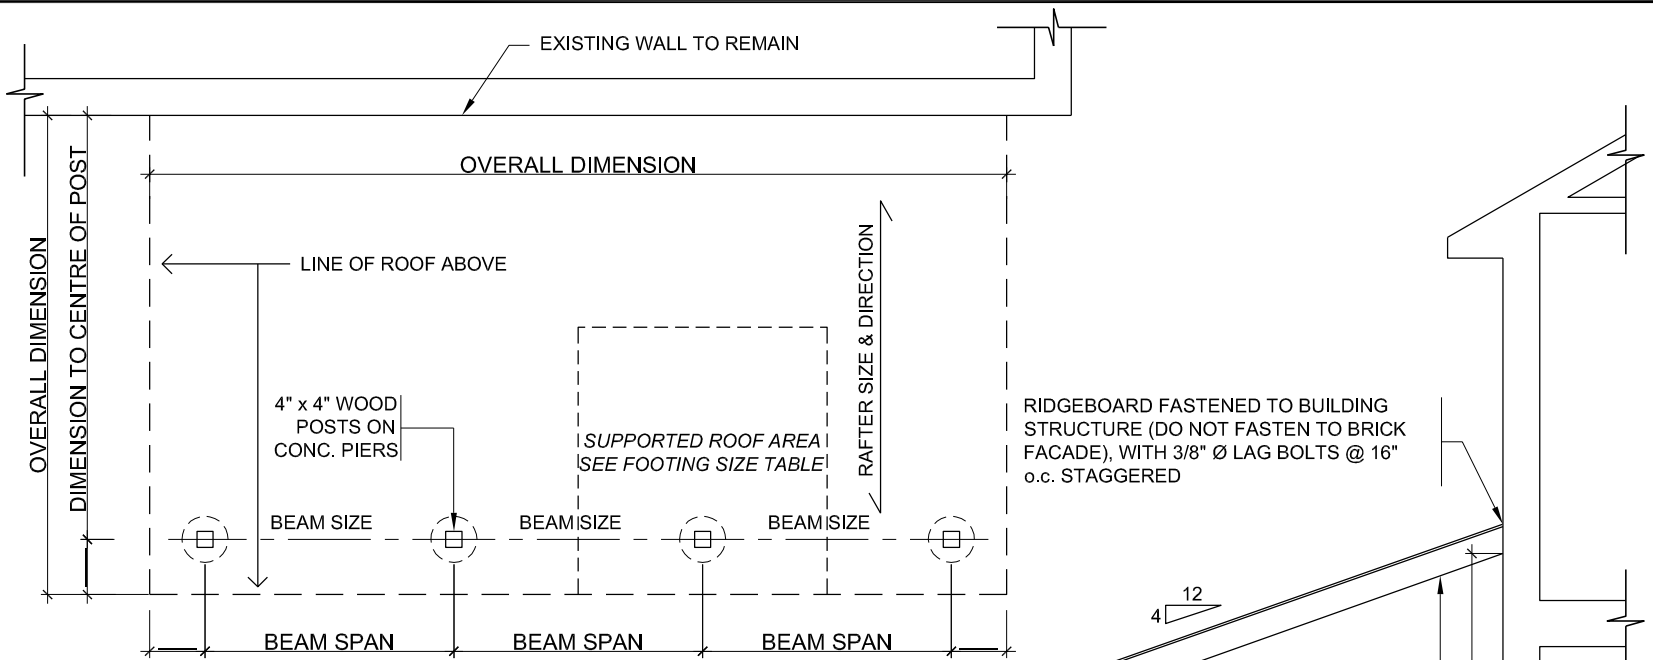 EXISTING WALL TO REMAIN
OVERALL DIMENSION
OVERALL DIMENSION
DIMENSION TO CENTRE OF POST
LINE OF ROOF ABOVE
RAFTER SIZE & DIRECTION
4" x 4" WOOD
POSTS ON
CONC. PIERS
SUPPORTED ROOF AREA
SEE FOOTING SIZE TABLE
BEAM SIZE
BEAM SIZE
BEAM SIZE
BEAM SPAN
BEAM SPAN
BEAM SPAN
RIDGEBOARD FASTENED TO BUILDING
STRUCTURE (DO NOT FASTEN TO BRICK
FACADE), WITH 3/8" Ø LAG BOLTS @ 16"
o.c. STAGGERED
12
4